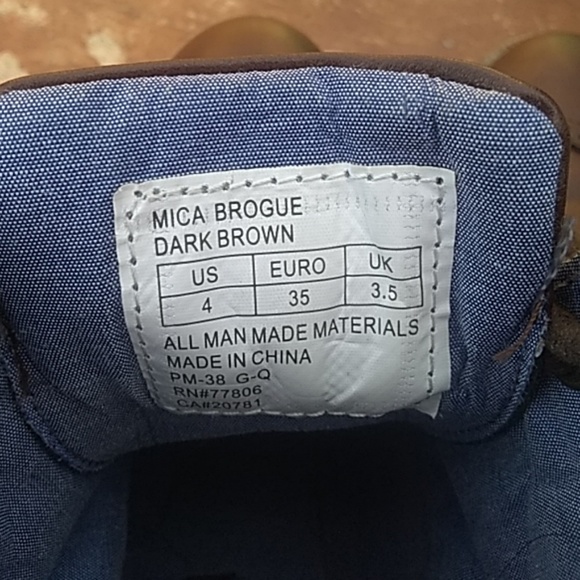 MICA BROGUE
DARK BROWN
US EURO UK
4 35 3.5
ALL MAN MADE MATERIALS
MADE IN CHINA
PM-38 G-Q
RN#77806
CA#20781